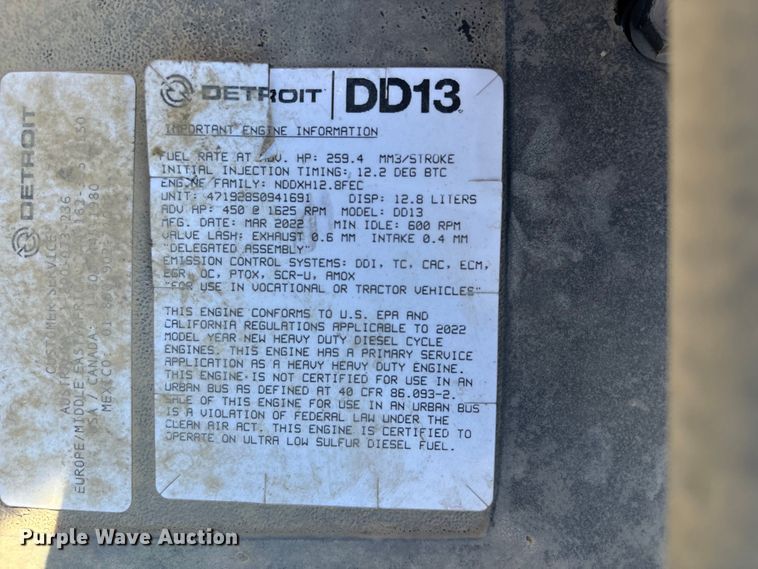 DETROIT | DD13
IMPORTANT ENGINE INFORMATION
FUEL RATE AT ADV. HP: 259.4 MM3/STROKE
INITIAL INJECTION TIMING: 12.2 DEG BTC
ENGINE FAMILY: NDDXH12.8FEC
UNIT: 471928S0941691 DISP: 12.8 LITERS
ADV HP: 450 @ 1625 RPM MODEL: DD13
MFG. DATE: MAR 2022 MIN IDLE: 600 RPM
VALVE LASH: EXHAUST 0.6 MM INTAKE 0.4 MM
"DELEGATED ASSEMBLY"
EMISSION CONTROL SYSTEMS: DDI, TC, CAC, ECM,
EGR, OC, PTOX, SCR-U, AMOX
"FOR USE IN VOCATIONAL OR TRACTOR VEHICLES"
THIS ENGINE CONFORMS TO U.S. EPA AND
CALIFORNIA REGULATIONS APPLICABLE TO 2022
MODEL YEAR NEW HEAVY DUTY DIESEL CYCLE
ENGINES. THIS ENGINE HAS A PRIMARY SERVICE
APPLICATION AS A HEAVY HEAVY DUTY ENGINE.
THIS ENGINE IS NOT CERTIFIED FOR USE IN AN
URBAN BUS AS DEFINED AT 40 CFR 86.093-2.
SALE OF THIS ENGINE FOR USE IN AN URBAN BUS
IS A VIOLATION OF FEDERAL LAW UNDER THE
CLEAN AIR ACT. THIS ENGINE IS CERTIFIED TO
OPERATE ON ULTRA LOW SULFUR DIESEL FUEL.
DETROIT
CUSTOMER SERVICE
EUROPE/MIDDLE EAST
/ CANADA:
MEXICO:
Purple Wave Auction